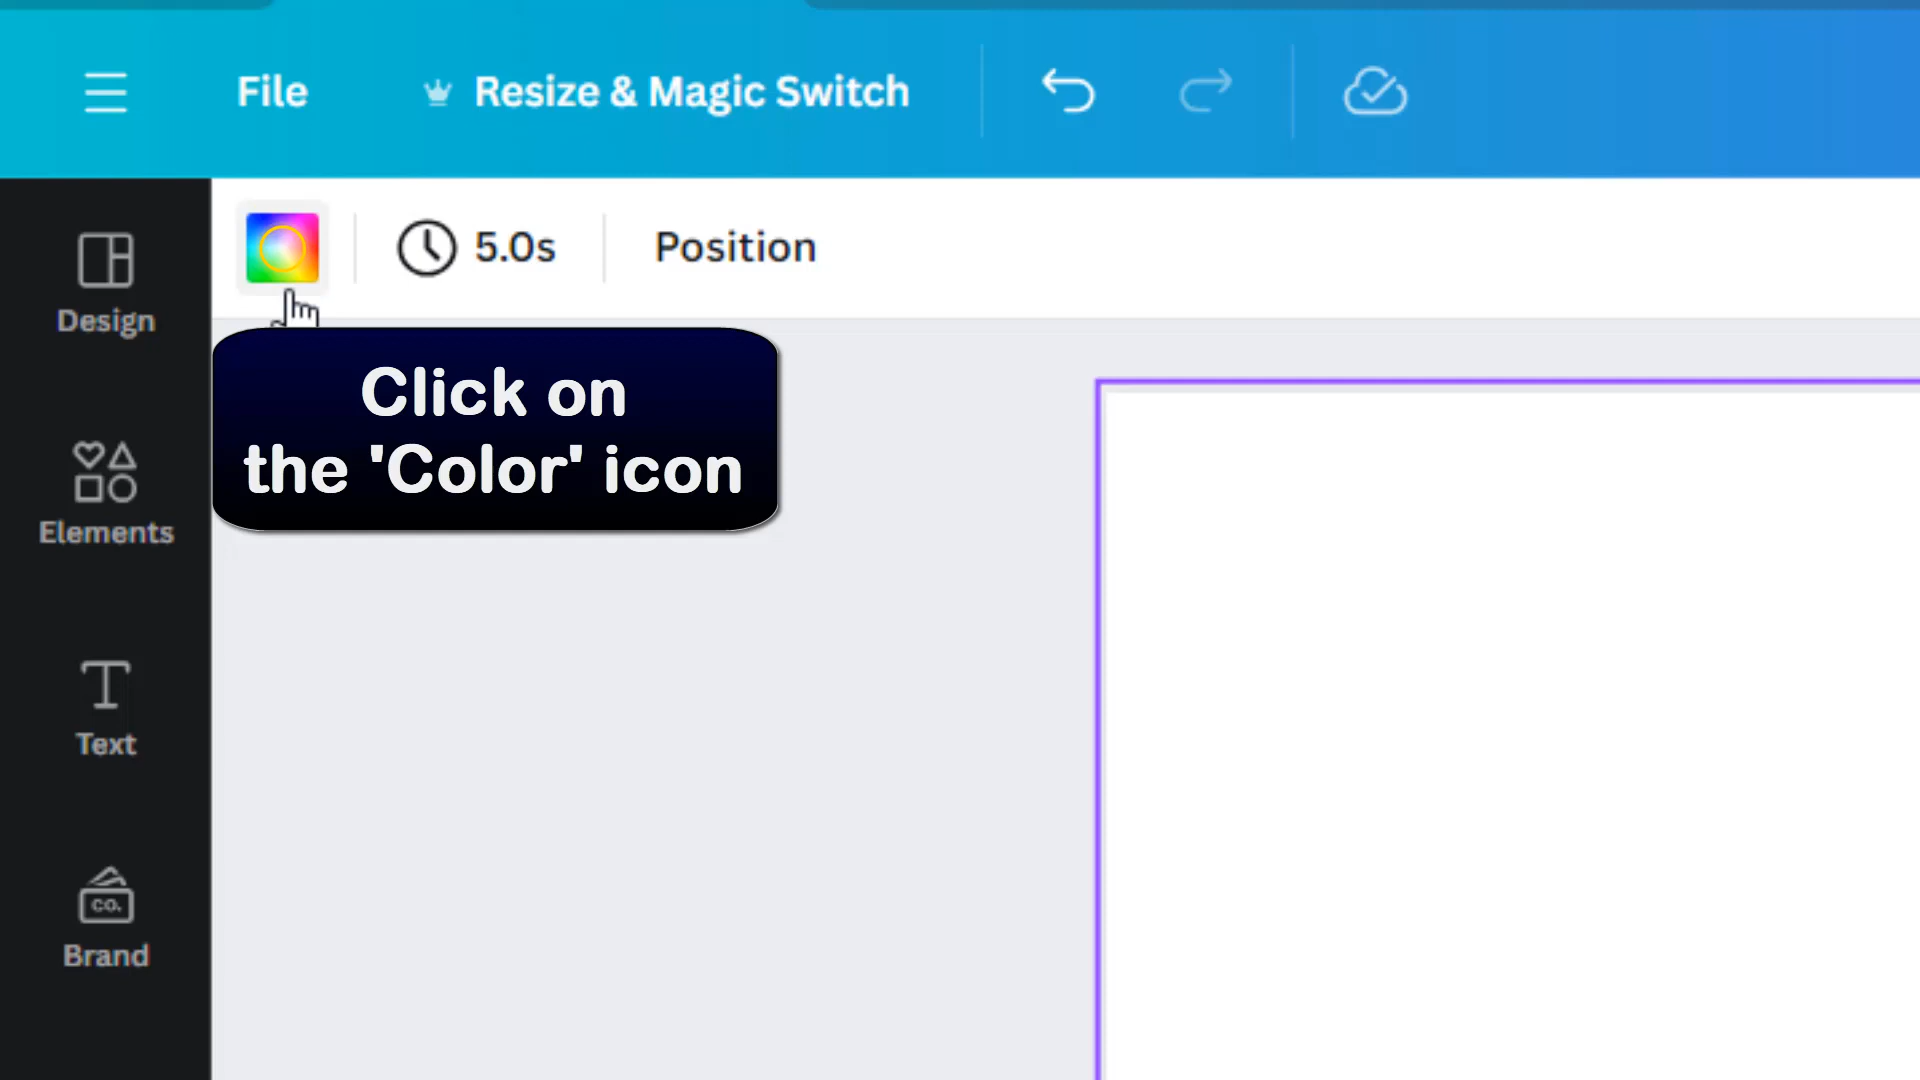 File
Resize & Magic Switch
5.0s
Position
Design
Click on
the 'Color' icon
Elements
Text
CO.
Brand